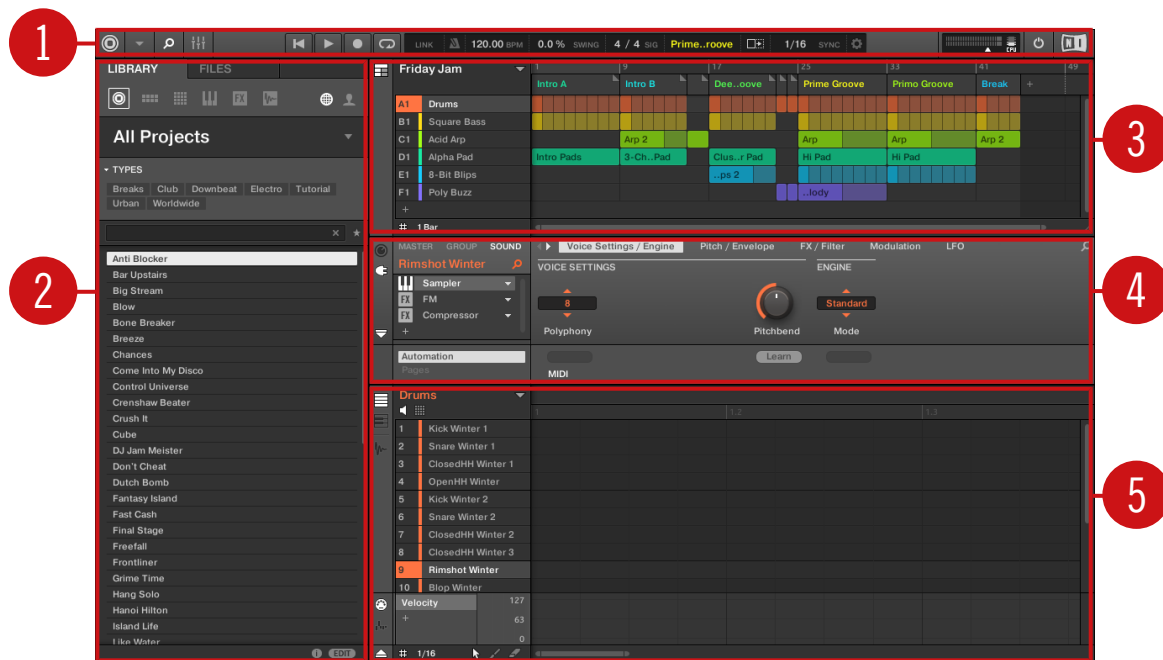 1
LINK 120.00 BPM 0.0 % SWING 4 / 4 SIG Prime..roove 1/16 SYNC CPU
LIBRARY FILES
FX
All Projects
TYPES
Breaks Club Downbeat Electro Tutorial
Urban Worldwide
2
Anti Blocker
Bar Upstairs
Big Stream
Blow
Bone Breaker
Breeze
Chances
Come Into My Disco
Control Universe
Crenshaw Beater
Crush It
Cube
DJ Jam Meister
Don't Cheat
Dutch Bomb
Fantasy Island
Fast Cash
Final Stage
Freefall
Frontliner
Grime Time
Hang Solo
Hanoi Hilton
Island Life
Like Water
i EDIT
Friday Jam 1 9 17 25 33 41 49
Intro A Intro B Dee..oove Prime Groove Primo Groove Break +
A1 Drums
B1 Square Bass
C1 Acid Arp Arp 2 Arp Arp Arp 2
D1 Alpha Pad Intro Pads 3-Ch..Pad Clus..r Pad Hi Pad Hi Pad
E1 8-Bit Blips ..ps 2
F1 Poly Buzz ..lody
+
1 Bar
3
MASTER GROUP SOUND Voice Settings / Engine Pitch / Envelope FX / Filter Modulation LFO
Rimshot Winter VOICE SETTINGS ENGINE
Sampler
FX FM 8 Standard
FX Compressor
+ Polyphony Pitchbend Mode
Automation Learn
Pages MIDI
4
Drums
1 1.2 1.3
1 Kick Winter 1
2 Snare Winter 1
3 ClosedHH Winter 1
4 OpenHH Winter
5 Kick Winter 2
6 Snare Winter 2
7 ClosedHH Winter 2
8 ClosedHH Winter 3
9 Rimshot Winter
10 Blop Winter
Velocity 127
+ 63
0
1/16
5